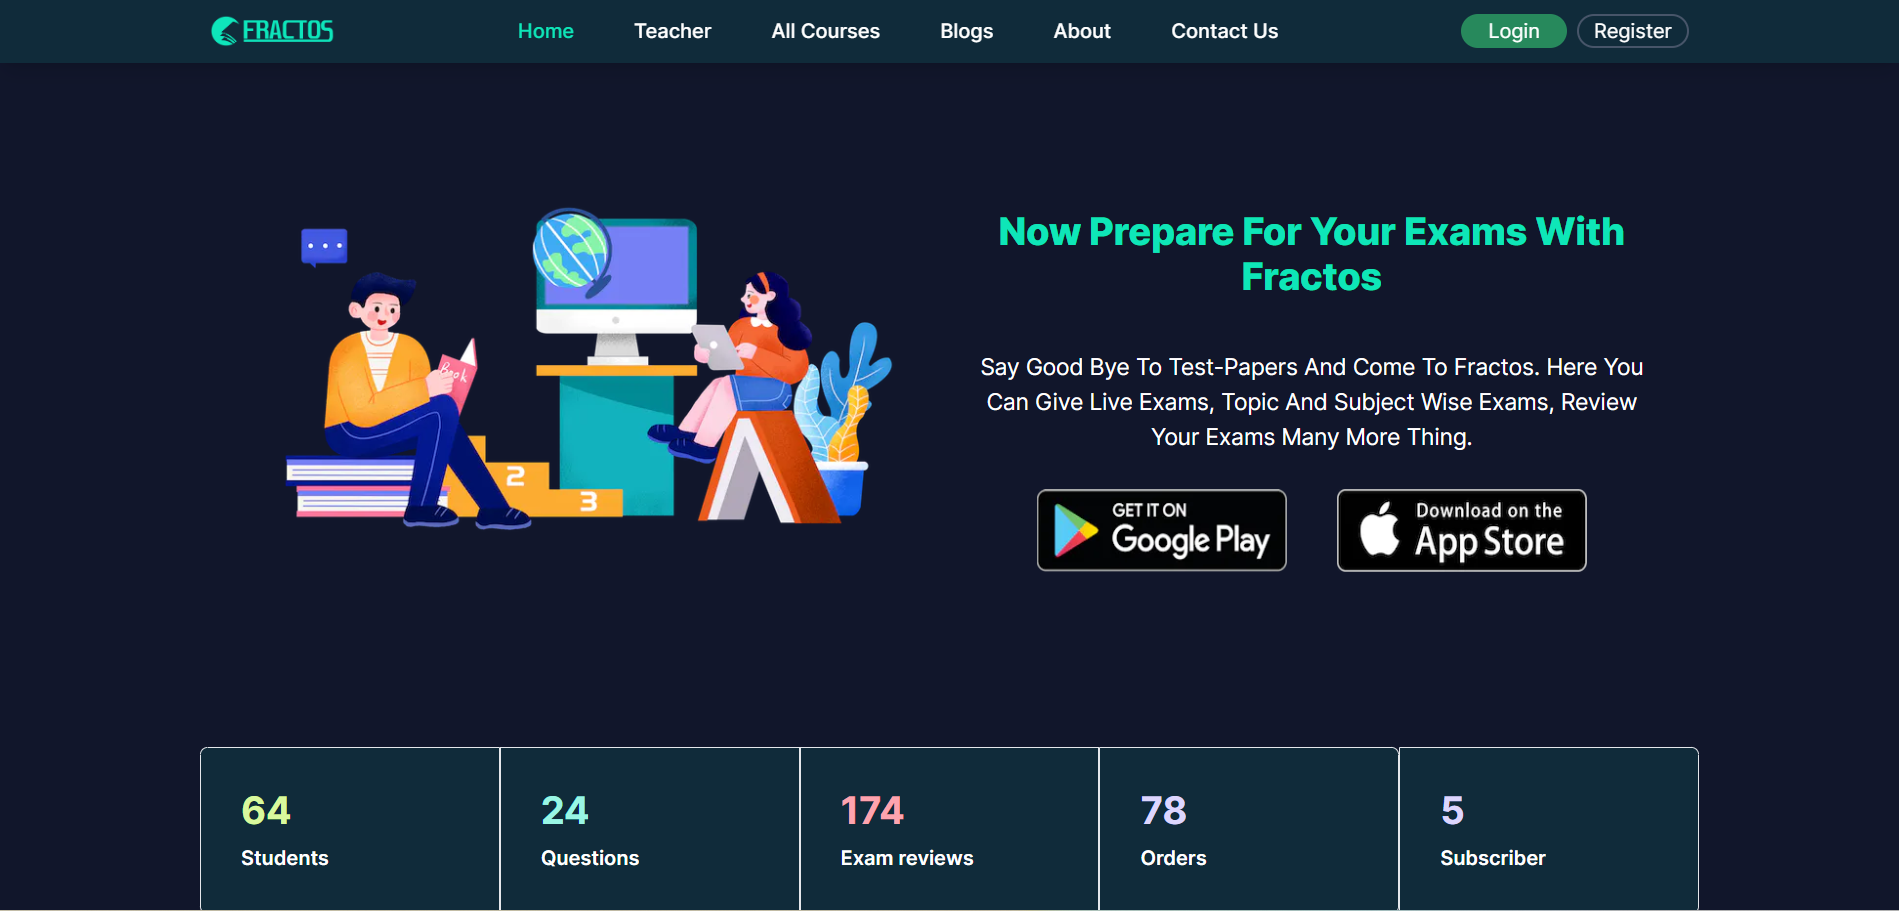 FRACTOS
Home
Teacher
All Courses
Blogs
About
Contact Us
Login
Register
Book
2
3
Now Prepare For Your Exams With
Fractos
Say Good Bye To Test-Papers And Come To Fractos. Here You
Can Give Live Exams, Topic And Subject Wise Exams, Review
Your Exams Many More Thing.
GET IT ON
Google Play
Download on the
App Store
64
Students
24
Questions
174
Exam reviews
78
Orders
5
Subscriber